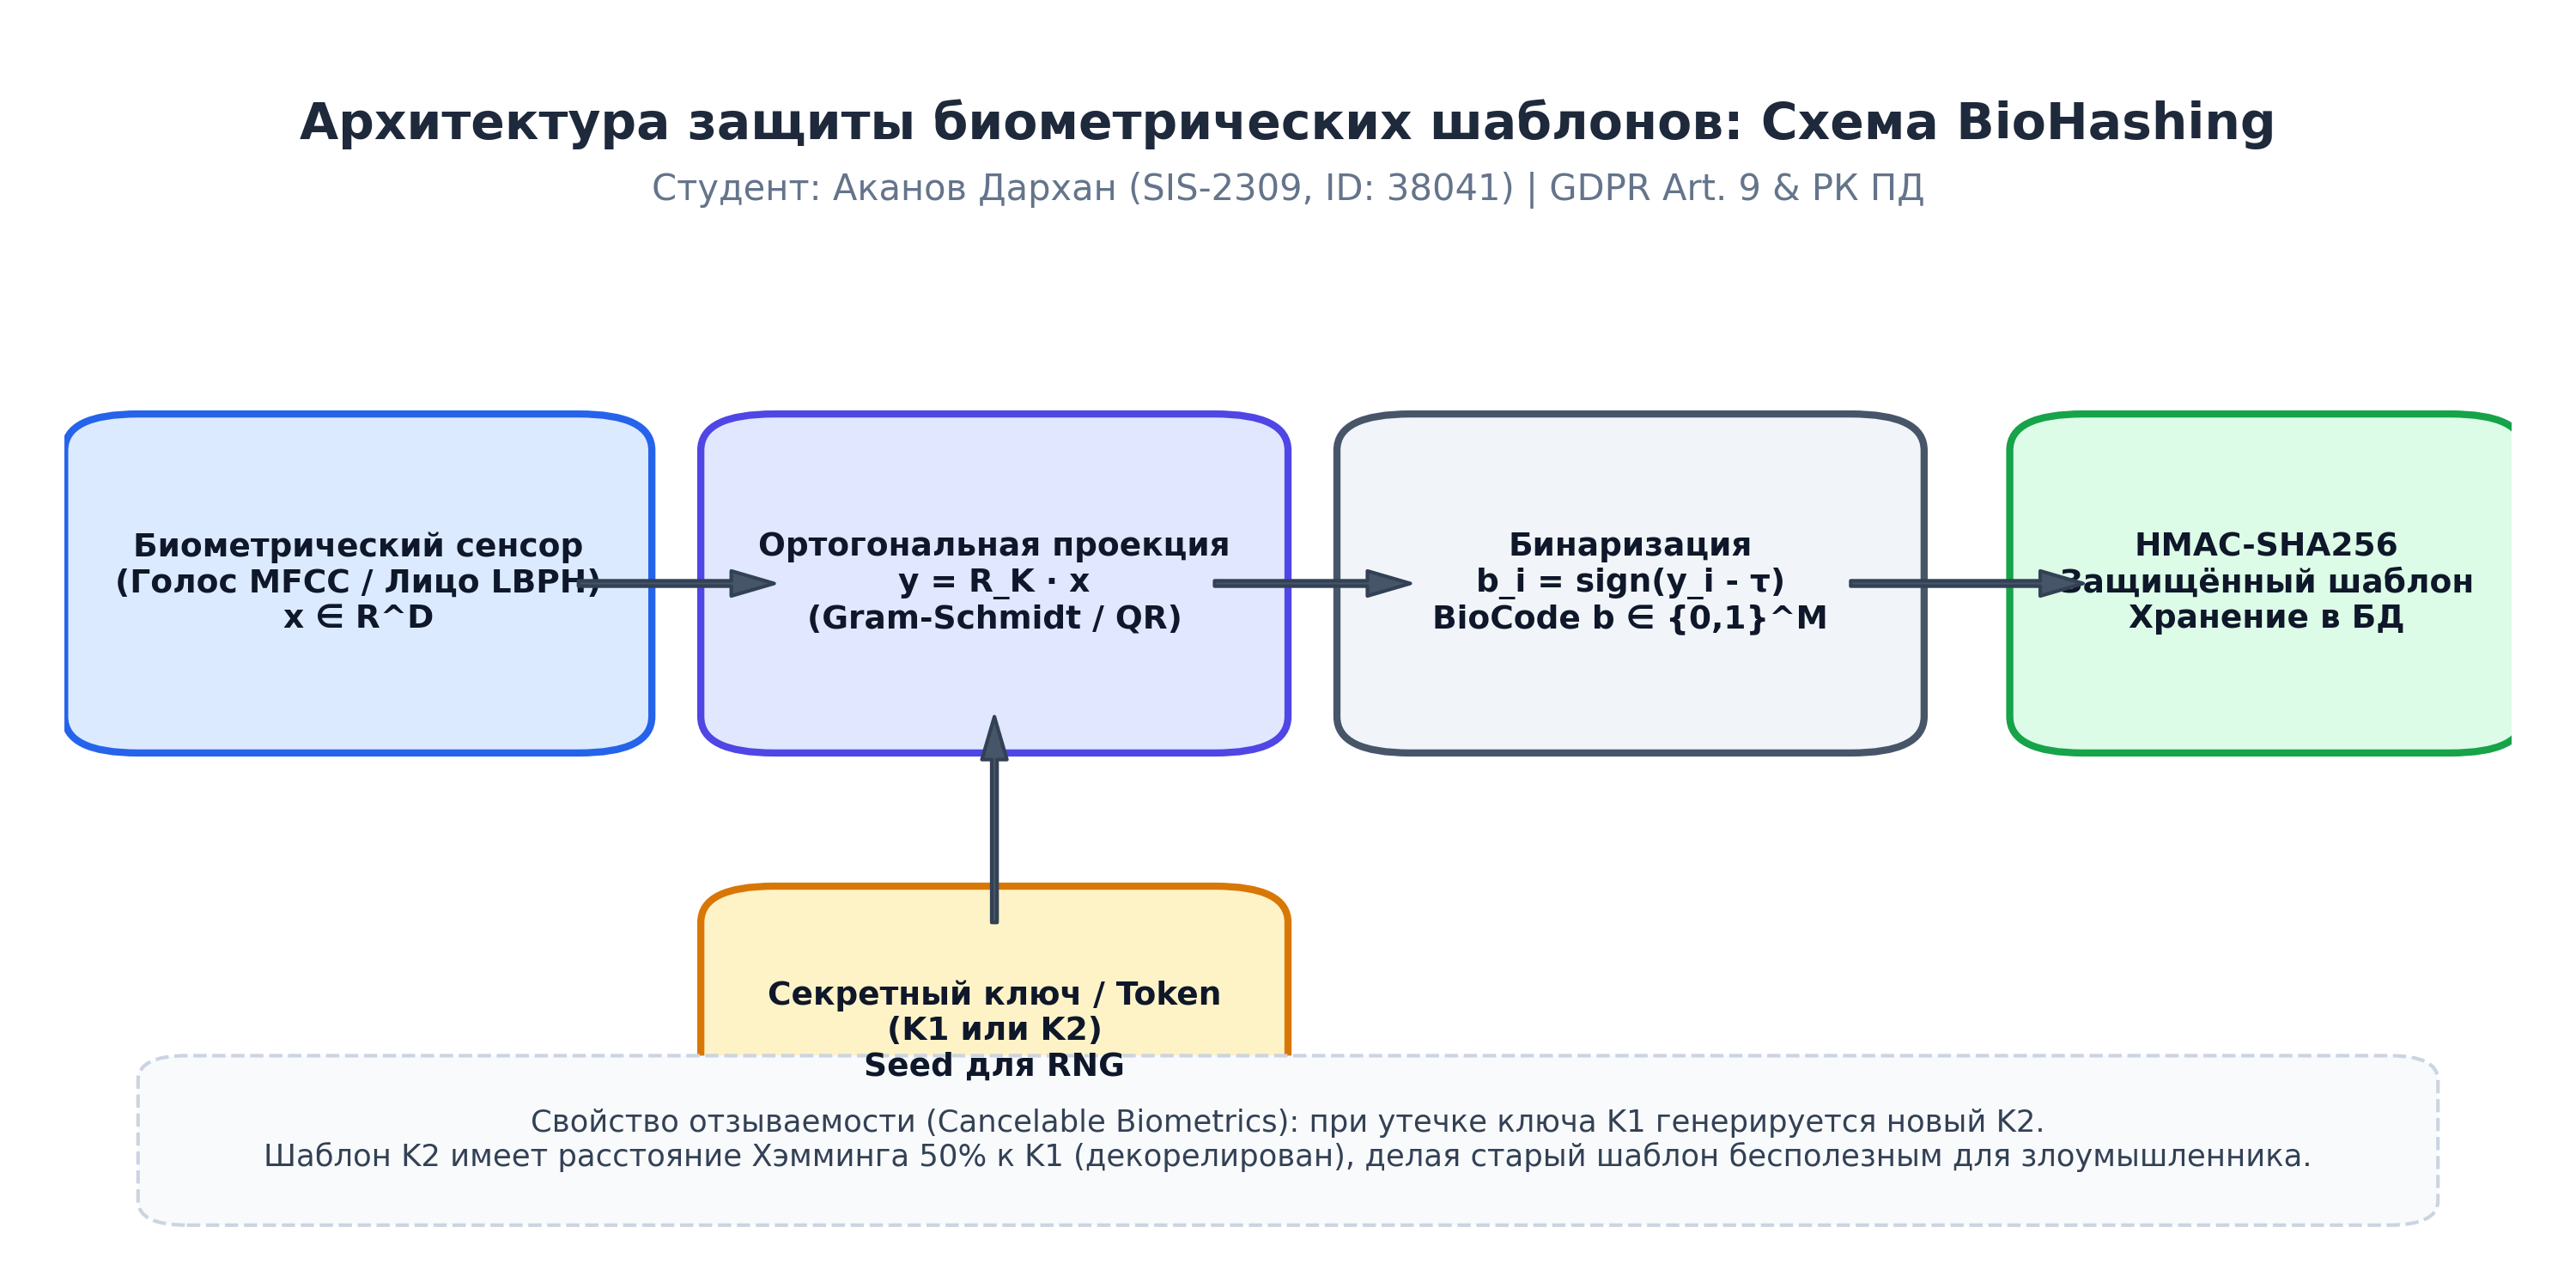 Архитектура защиты биометрических шаблонов: Схема BioHashing
Студент: Аканов Дархан (SIS-2309, ID: 38041) | GDPR Art. 9 & РК ПД
Биометрический сенсор
(Голос MFCC / Лицо LBPH)
x ∈ R^D
Ортогональная проекция
y = R_K · x
(Gram-Schmidt / QR)
Бинаризация
b_i = sign(y_i - τ)
BioCode b ∈ {0,1}^M
HMAC-SHA256
Защищённый шаблон
Хранение в БД
Секретный ключ / Token
(K1 или K2)
Seed для RNG
Свойство отзываемости (Cancelable Biometrics): при утечке ключа K1 генерируется новый K2.
Шаблон K2 имеет расстояние Хэмминга 50% к K1 (декорелирован), делая старый шаблон бесполезным для злоумышленника.